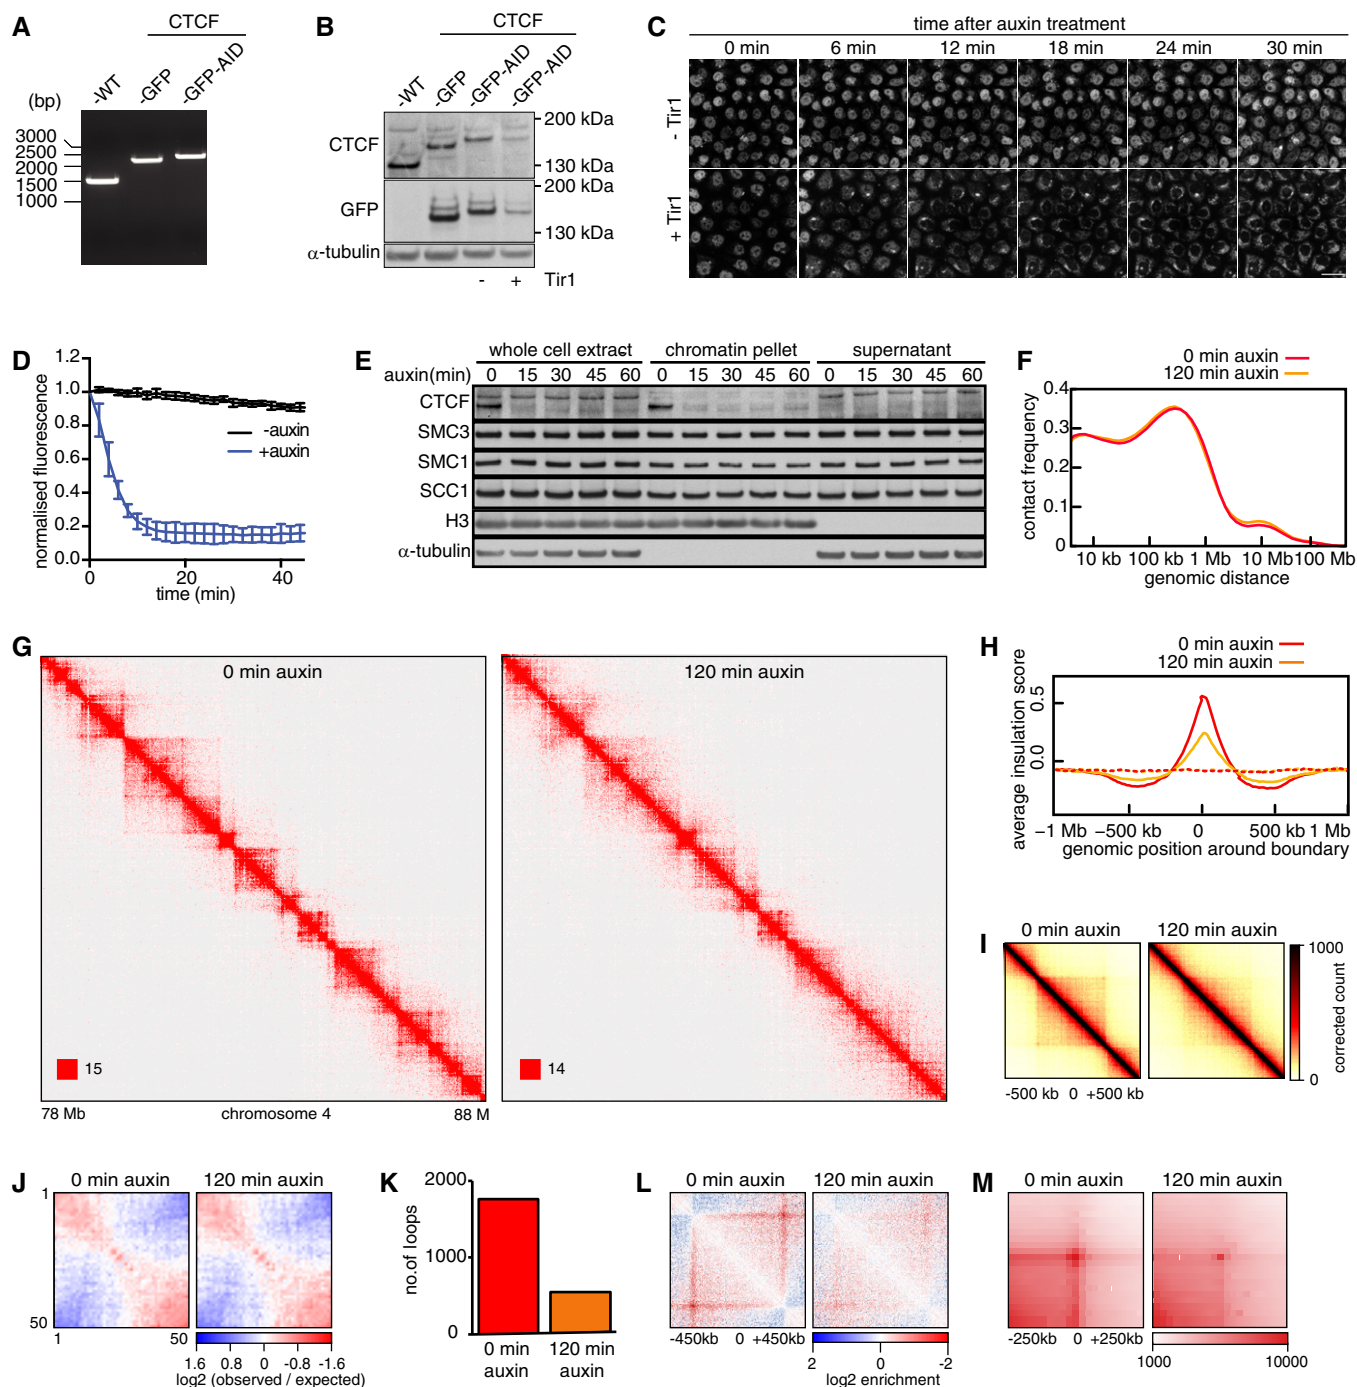 A
CTCF
-WT
-GFP
-GFP-AID
(bp)
3000
2500
2000
1500
1000
B
CTCF
-WT
-GFP
-GFP-AID
-GFP-AID
CTCF
200 kDa
130 kDa
GFP
200 kDa
130 kDa
α-tubulin
- + Tir1
C
time after auxin treatment
0 min 6 min 12 min 18 min 24 min 30 min
- Tir1
+ Tir1
D
normalised fluorescence
1.2
1.0
0.8
0.6
0.4
0.2
0.0
-auxin
+auxin
0 20 40
time (min)
E
whole cell extract chromatin pellet supernatant
auxin(min) 0 15 30 45 60 0 15 30 45 60 0 15 30 45 60
CTCF
SMC3
SMC1
SCC1
H3
α-tubulin
F
0 min auxin
120 min auxin
contact frequency
0.4
0.3
0.2
0.1
0
10 kb 100 kb 1 Mb 10 Mb 100 Mb
genomic distance
G
0 min auxin
15
78 Mb chromosome 4 88 M
120 min auxin
14
H
0 min auxin
120 min auxin
average insulation score
0.5
0.0
−1 Mb −500 kb 0 500 kb 1 Mb
genomic position around boundary
I
0 min auxin 120 min auxin
1000
0
corrected count
-500 kb 0 +500 kb
J
0 min auxin 120 min auxin
1
50
1 50
1.6 0.8 0 -0.8 -1.6
log2 (observed / expected)
K
no.of loops
2000
1000
0
0 min auxin
120 min auxin
L
0 min auxin 120 min auxin
-450kb 0 +450kb
2 0 -2
log2 enrichment
M
0 min auxin 120 min auxin
-250kb 0 +250kb
1000 10000